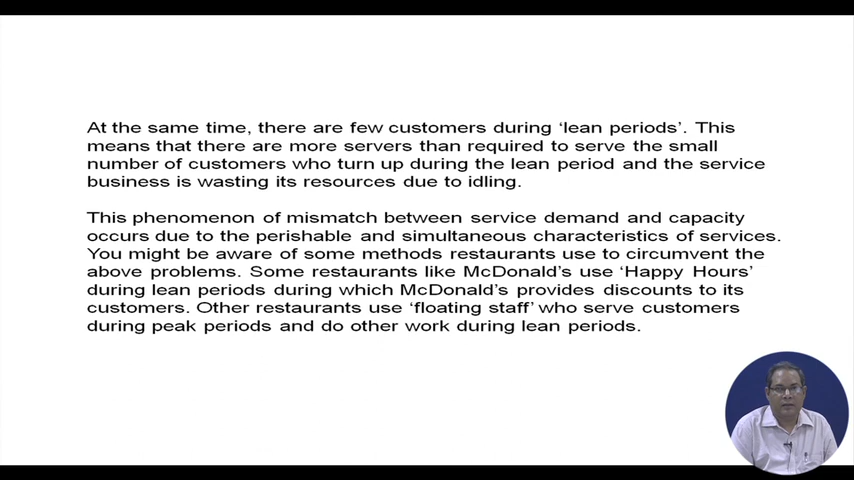 At the same time, there are few customers during ‘lean periods’. This
means that there are more servers than required to serve the small
number of customers who turn up during the lean period and the service
business is wasting its resources due to idling.
This phenomenon of mismatch between service demand and capacity
occurs due to the perishable and simultaneous characteristics of services.
You might be aware of some methods restaurants use to circumvent the
above problems. Some restaurants like McDonald’s use ‘Happy Hours’
during lean periods during which McDonald’s provides discounts to its
customers. Other restaurants use ‘floating staff’ who serve customers
during peak periods and do other work during lean periods.